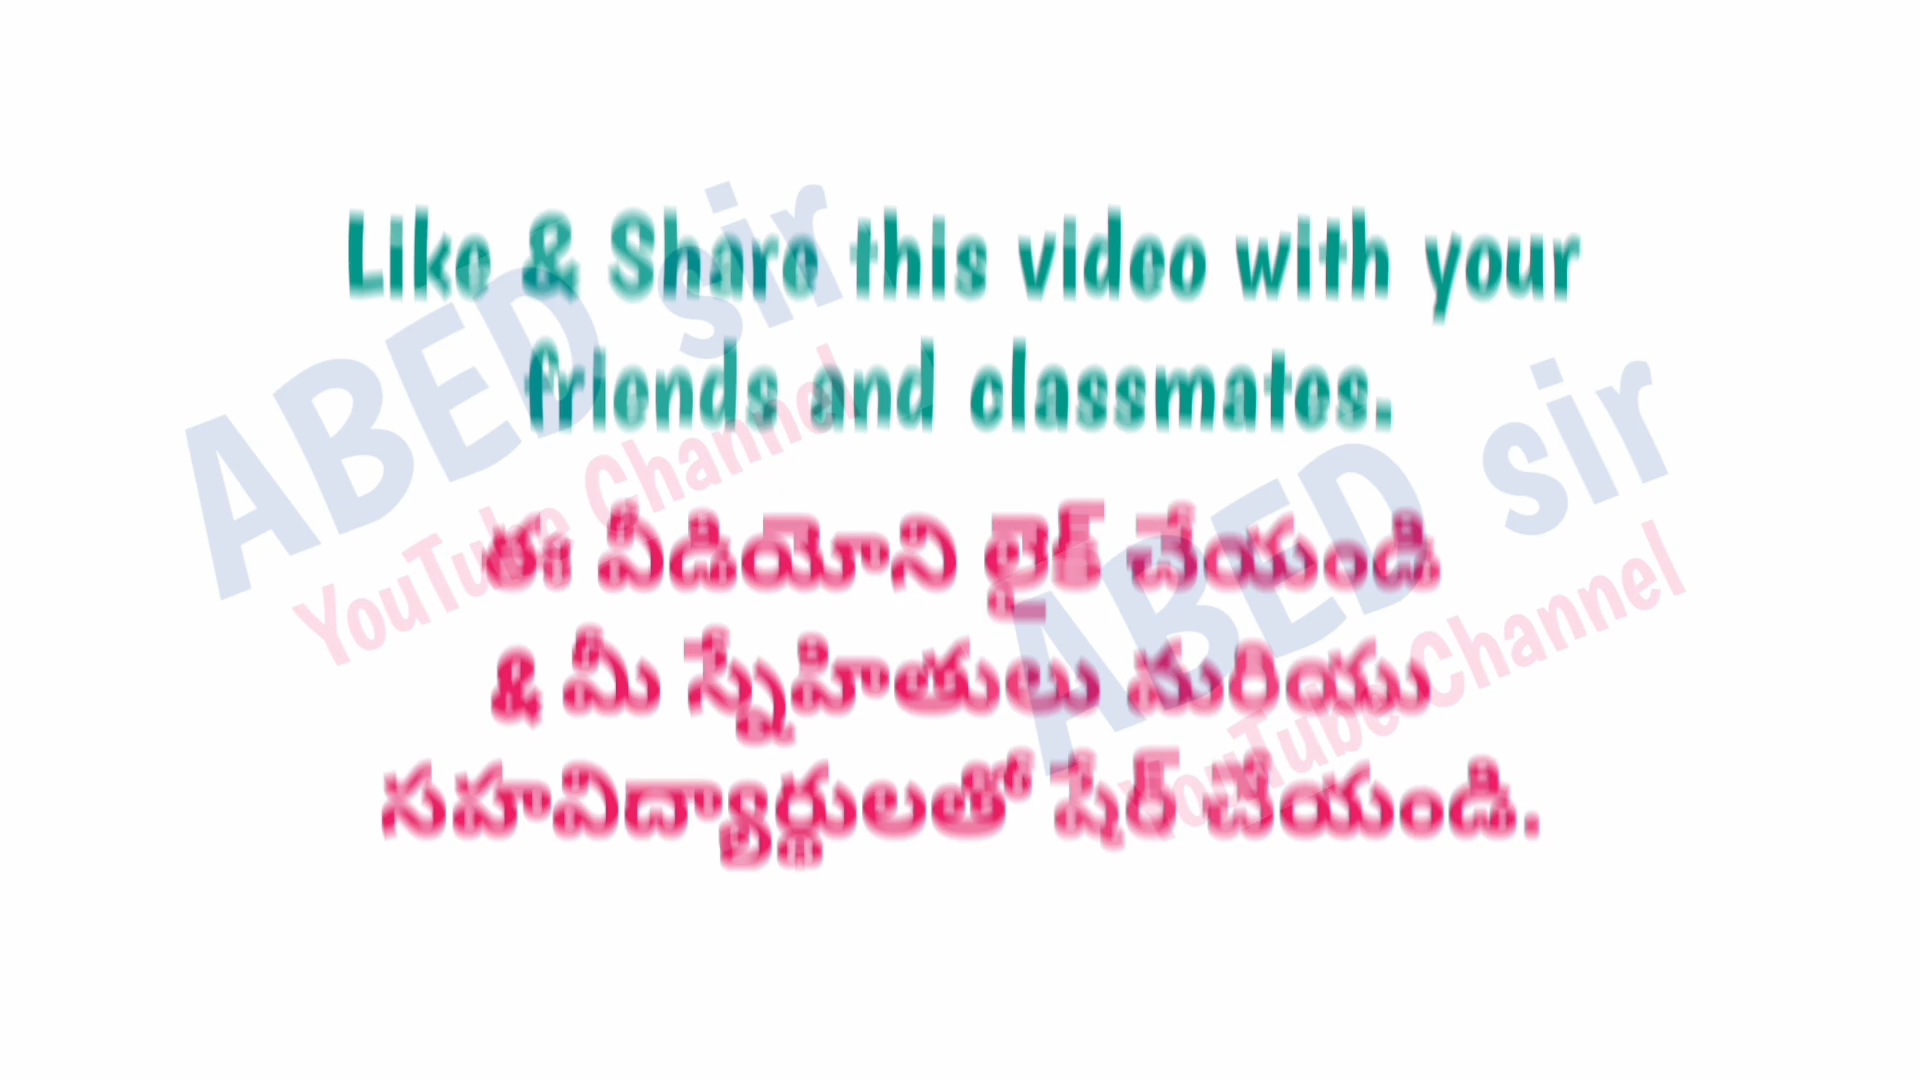 Like & Share this video with your
friends and classmates.
ఈ వీడియోని లైక్ చేయండి
& మీ స్నేహితులు మరియు
సహవిద్యార్థులతో షేర్ చేయండి.
ABED sir
YouTube Channel
ABED sir
YouTube Channel